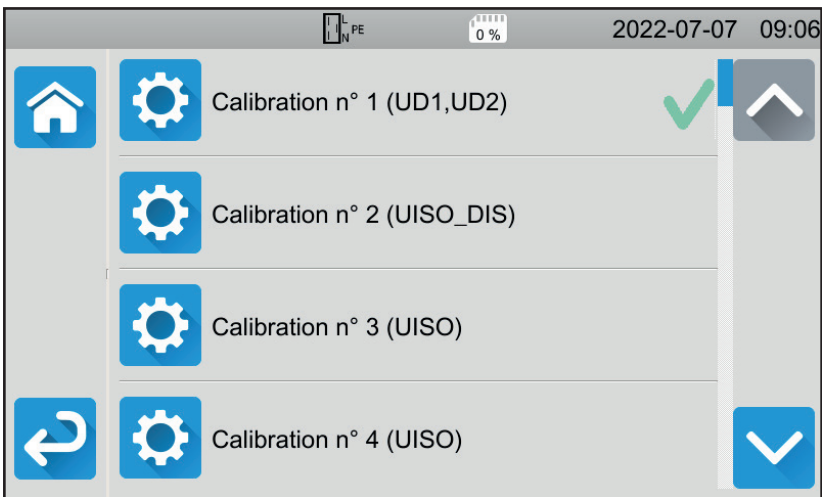 L
N PE
0 % 2022-07-07 09:06
Calibration n° 1 (UD1,UD2)
Calibration n° 2 (UISO_DIS)
Calibration n° 3 (UISO)
Calibration n° 4 (UISO)